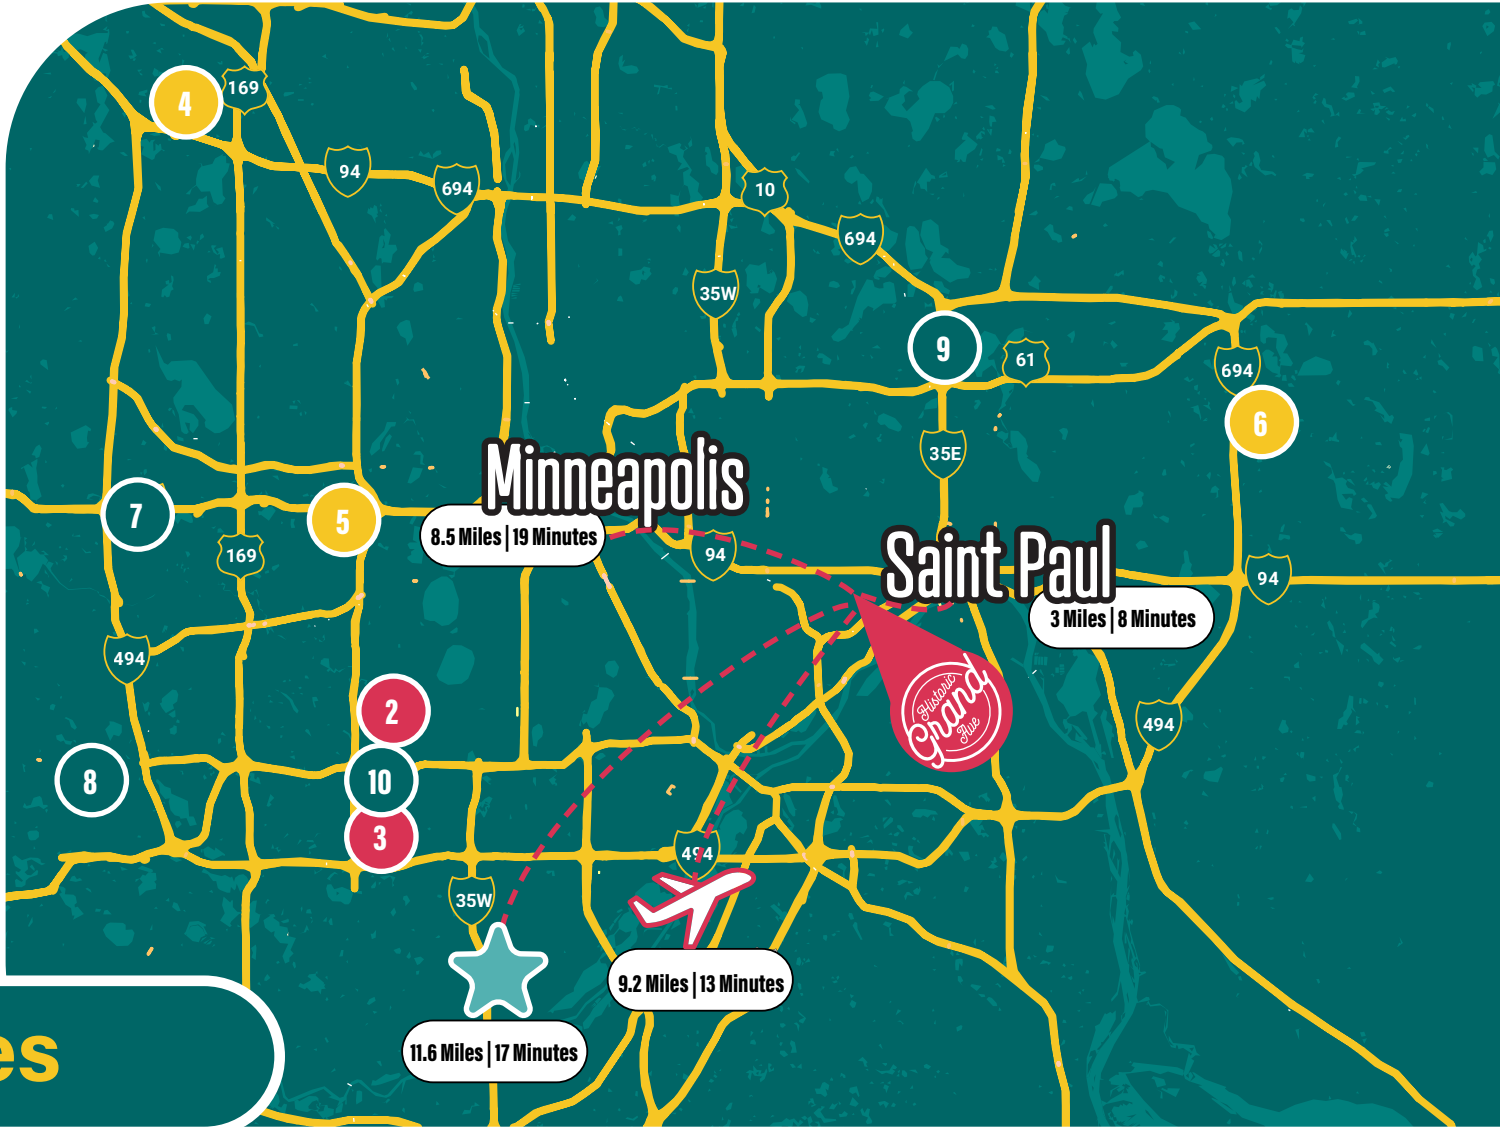 4
169
94
694
10
694
35W
9
61
694
6
35E
Minneapolis
8.5 Miles | 19 Minutes
7
5
169
94
Saint Paul
3 Miles | 8 Minutes
94
494
Historic
Grand
Ave
494
2
10
8
3
494
35W
9.2 Miles | 13 Minutes
11.6 Miles | 17 Minutes
es